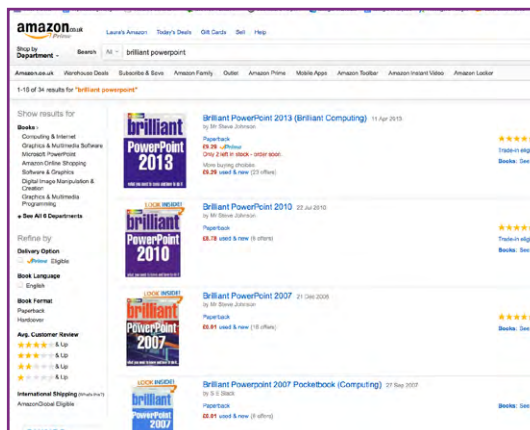 amazon.co.uk
Prime
Laura's Amazon Today's Deals Gift Cards Sell Help
Shop by
Department
Search All brilliant powerpoint
Amazon.co.uk Warehouse Deals Subscribe & Save Amazon Family Outlet Amazon Prime Mobile Apps Amazon Toolbar Amazon Instant Video Amazon Locker
1-16 of 34 results for "brilliant powerpoint"
Show results for
Books
Computing & Internet
Graphics & Multimedia Software
Microsoft PowerPoint
Amazon Online Shopping
Software & Graphics
Digital Image Manipulation &
Creation
Graphics & Multimedia
Programming
See All 6 Departments
Refine by
Delivery Option
Prime Eligible
Book Language
English
Book Format
Paperback
Hardcover
Avg. Customer Review
& Up
& Up
& Up
& Up
International Shipping (What's this?)
AmazonGlobal Eligible
brilliant
PowerPoint
2013
Brilliant PowerPoint 2013 (Brilliant Computing) 11 Apr 2013
by Mr Steve Johnson
Paperback
£9.29 Prime
Only 2 left in stock - order soon.
More buying choices
£9.29 used & new (23 offers)
Trade-in elig
Books: See
LOOK INSIDE!
brilliant
PowerPoint
2010
Brilliant PowerPoint 2010 22 Jul 2010
by Mr Steve Johnson
Paperback
£8.78 used & new (6 offers)
Trade-in elig
Books: See
LOOK INSIDE!
brilliant
PowerPoint
2007
Brilliant PowerPoint 2007 21 Dec 2006
by Mr Steve Johnson
Paperback
£0.01 used & new (18 offers)
Books: See
LOOK INSIDE!
brilliant
PowerPoint
2007
Brilliant Powerpoint 2007 Pocketbook (Computing) 27 Sep 2007
Paperback
£0.01 used & new (8 offers)
Books: See